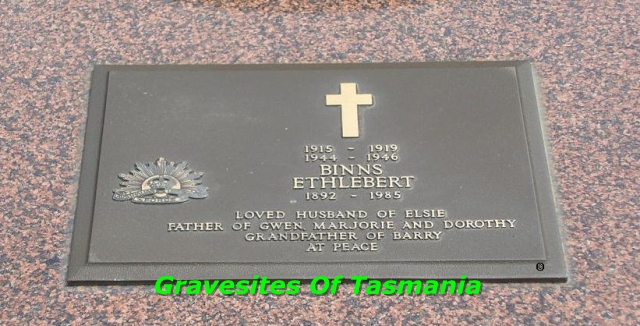 1915 - 1919
1944 - 1946
BINNS
ETHLEBERT
1892 - 1985
LOVED HUSBAND OF ELSIE
FATHER OF GWEN, MARJORIE AND DOROTHY
GRANDFATHER OF BARRY
AT PEACE
Gravesites Of Tasmania